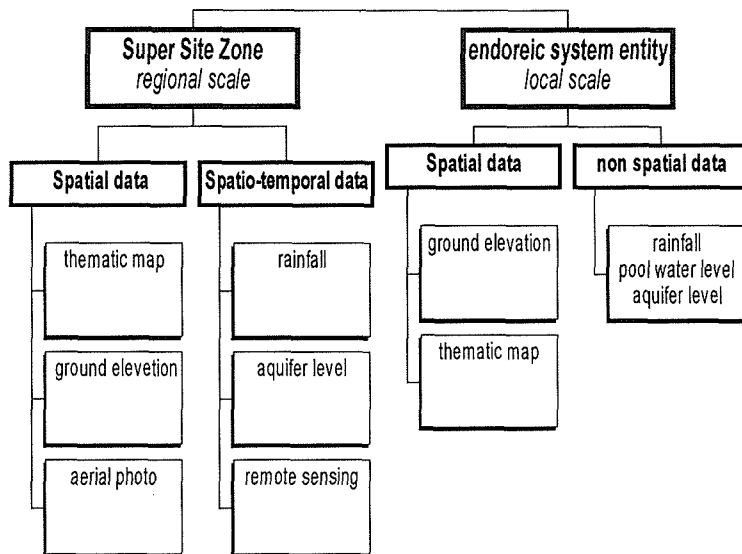 Super Site Zone
regional scale
endoreic system entity
local scale
Spatial data
Spatio-temporal data
Spatial data
non spatial data
thematic map
ground elevetion
aerial photo
rainfall
aquifer level
remote sensing
ground elevation
thematic map
rainfall
pool water level
aquifer level